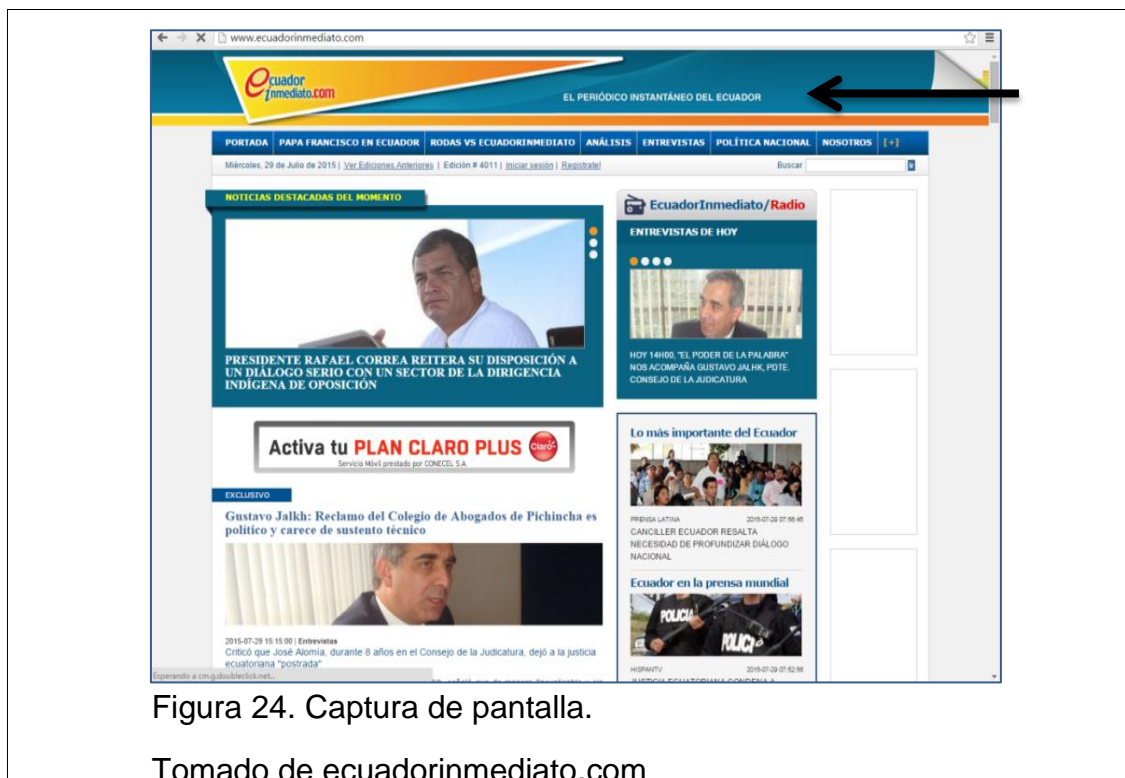 www.ecuadorinmediato.com
ecuador
inmediato.com
EL PERIÓDICO INSTANTÁNEO DEL ECUADOR
PORTADA PAPA FRANCISCO EN ECUADOR RODAS VS ECUADORINMEDIATO ANÁLISIS ENTREVISTAS POLÍTICA NACIONAL NOSOTROS [+]
Miércoles, 29 de Julio de 2015 | Ver Ediciones Anteriores | Edición # 4011 | Iniciar sesión | Registrate!
Buscar
NOTICIAS DESTACADAS DEL MOMENTO
PRESIDENTE RAFAEL CORREA REITERA SU DISPOSICIÓN A
UN DIÁLOGO SERIO CON UN SECTOR DE LA DIRIGENCIA
INDÍGENA DE OPOSICIÓN
Activa tu PLAN CLARO PLUS Claro
Servicio Móvil prestado por CONECEL S.A.
EXCLUSIVO
Gustavo Jalkh: Reclamo del Colegio de Abogados de Pichincha es
político y carece de sustento técnico
2015-07-29 15:15:00 | Entrevistas
Criticó que José Alomía, durante 8 años en el Consejo de la Judicatura, dejó a la justicia
ecuatoriana "postrada"
Esperando a cm.g.doubleclick.net...
EcuadorInmediato/Radio
ENTREVISTAS DE HOY
HOY 14H00, "EL PODER DE LA PALABRA"
NOS ACOMPAÑA GUSTAVO JALHK, PDTE.
CONSEJO DE LA JUDICATURA
Lo más importante del Ecuador
PRENSA LATINA 2015-07-29 07:56:45
CANCILLER ECUADOR RESALTA
NECESIDAD DE PROFUNDIZAR DIÁLOGO
NACIONAL
Ecuador en la prensa mundial
POLICIA
POLIC
HISPANTV 2015-07-29 07:52:58
JUSTICIA ECUATORIANA CONDENA A
Figura 24. Captura de pantalla.
Tomado de ecuadorinmediato.com